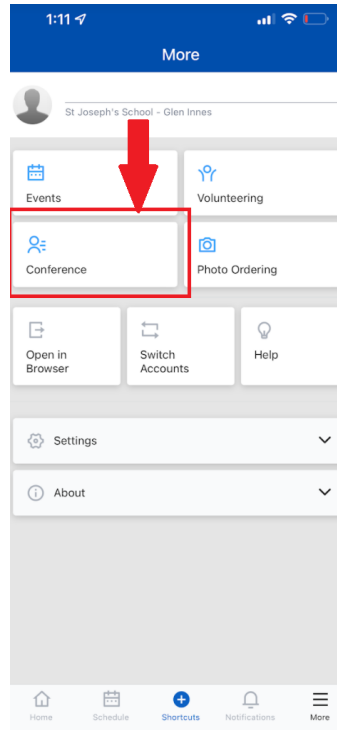 1:11
More
St Joseph's School - Glen Innes
Events
Volunteering
Conference
Photo Ordering
Open in
Browser
Switch
Accounts
Help
Settings
About
Home
Schedule
Shortcuts
Notifications
More